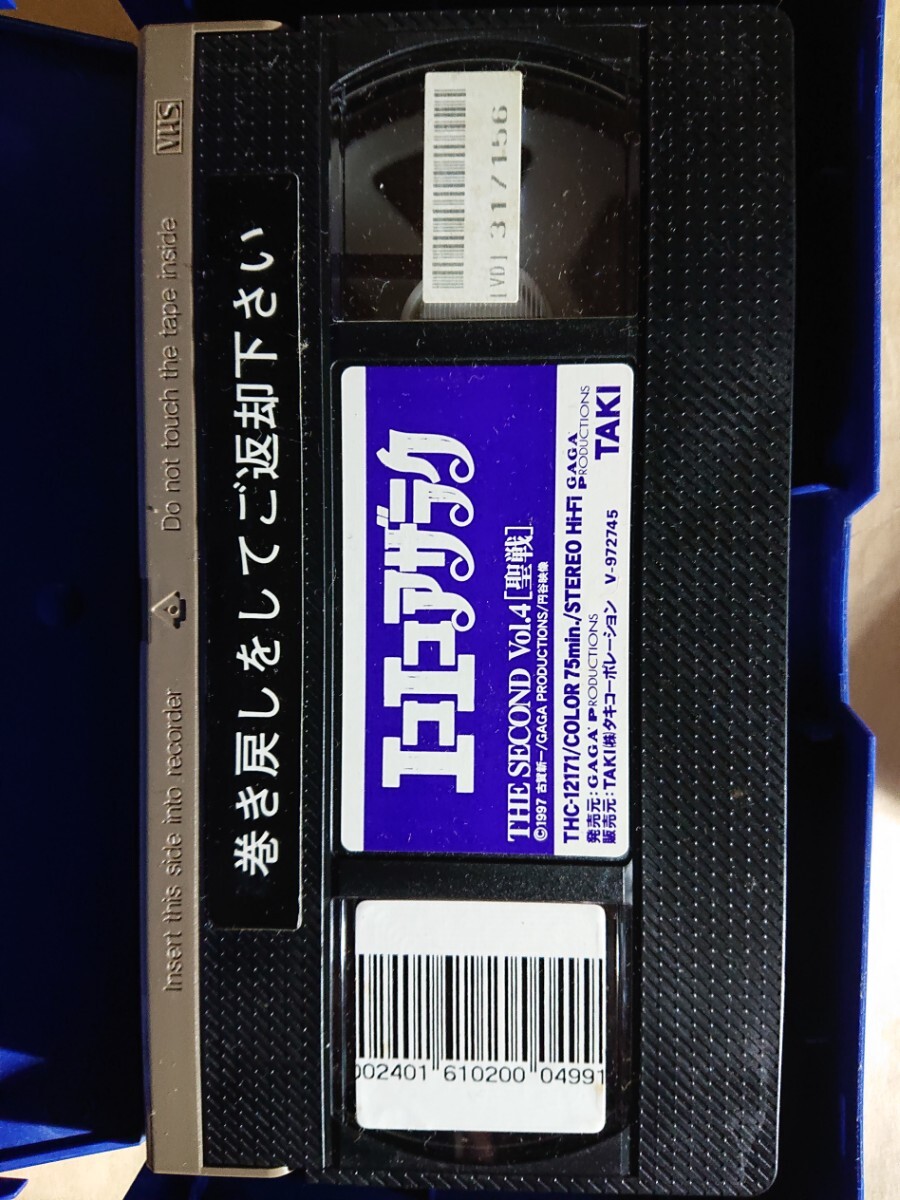 VHS
Insert this side into recorder
Do not touch the tape inside
巻き戻しをしてご返却下さい
エコエコアザラク
THE SECOND Vol.4[聖戦]
©1997 古賀新一/GAGA PRODUCTIONS/円谷映像
THC-12171/COLOR 75min./STEREO Hi-Fi GAGA PRODUCTIONS
発売元:GAGA PRODUCTIONS
販売元:TAKI(株)タキコーポレーション V-972745 TAKI
317156
002401 610200 04991